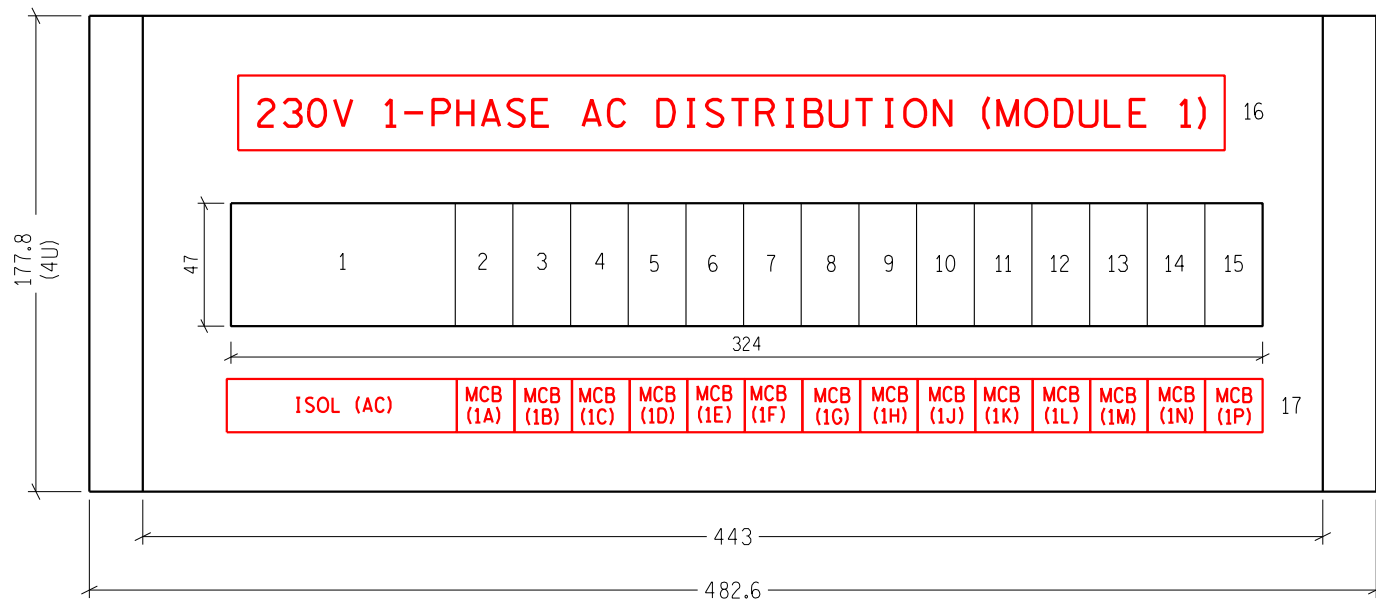 230V 1-PHASE AC DISTRIBUTION (MODULE 1)
16
177.8
(4U)
47
1 2 3 4 5 6 7 8 9 10 11 12 13 14 15
324
ISOL (AC) MCB MCB MCB MCB MCB MCB MCB MCB MCB MCB MCB MCB MCB MCB
(1A) (1B) (1C) (1D) (1E) (1F) (1G) (1H) (1J) (1K) (1L) (1M) (1N) (1P)
17
443
482.6